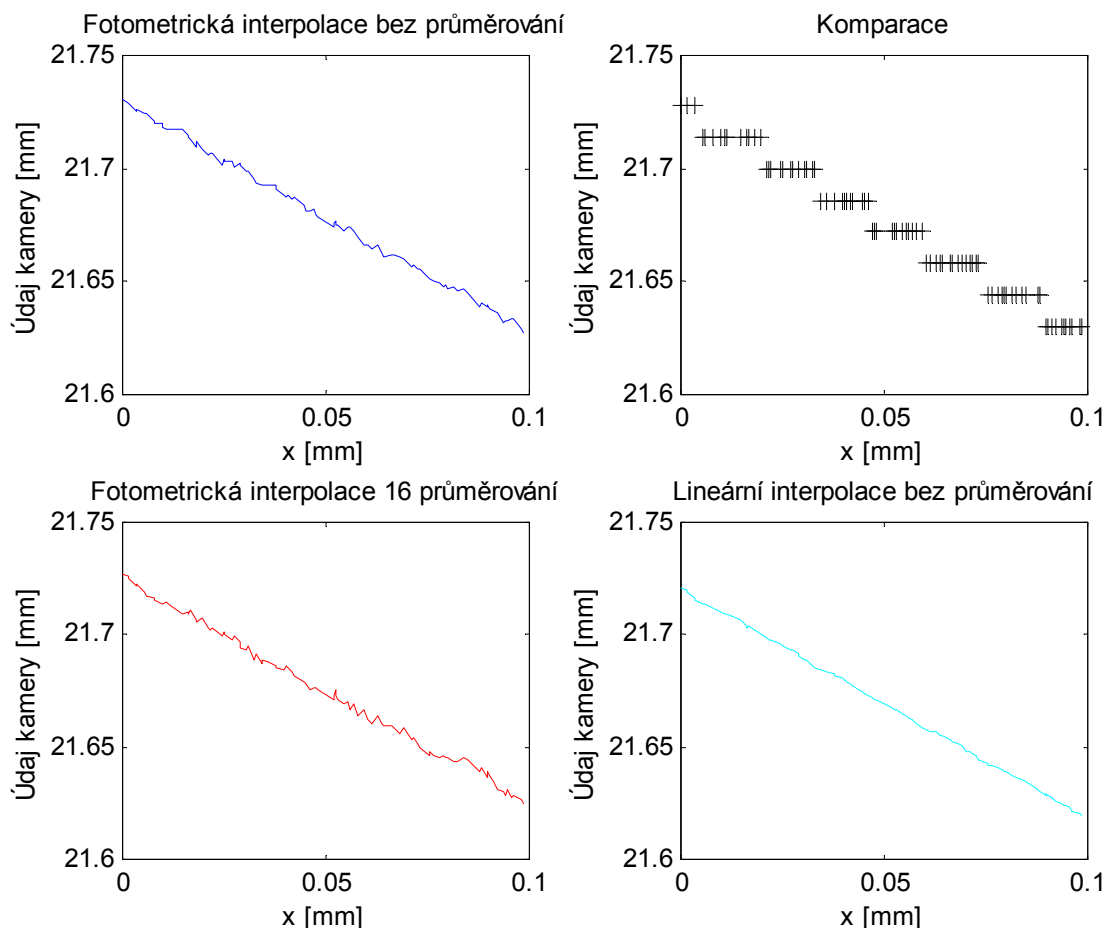 Fotometrická interpolace bez průměrování
21.75
21.7
21.65
21.6
Údaj kamery [mm]
0
0.05
0.1
x [mm]
Komparace
21.75
21.7
21.65
21.6
Údaj kamery [mm]
0
0.05
0.1
x [mm]
Fotometrická interpolace 16 průměrování
21.75
21.7
21.65
21.6
Údaj kamery [mm]
0
0.05
0.1
x [mm]
Lineární interpolace bez průměrování
21.75
21.7
21.65
21.6
Údaj kamery [mm]
0
0.05
0.1
x [mm]